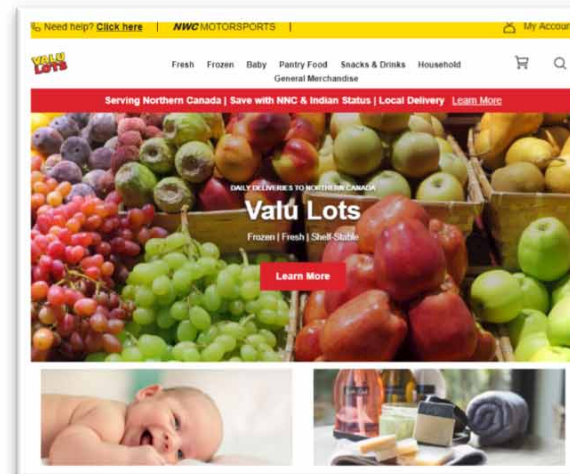 Need help? Click here | NWC MOTORSPORTS | My Accoun
VALU LOTS
Fresh Frozen Baby Pantry Food Snacks & Drinks Household
General Merchandise
Serving Northern Canada | Save with NNC & Indian Status | Local Delivery Learn More
DAILY DELIVERIES TO NORTHERN CANADA
Valu Lots
Frozen | Fresh | Shelf-Stable
Learn More